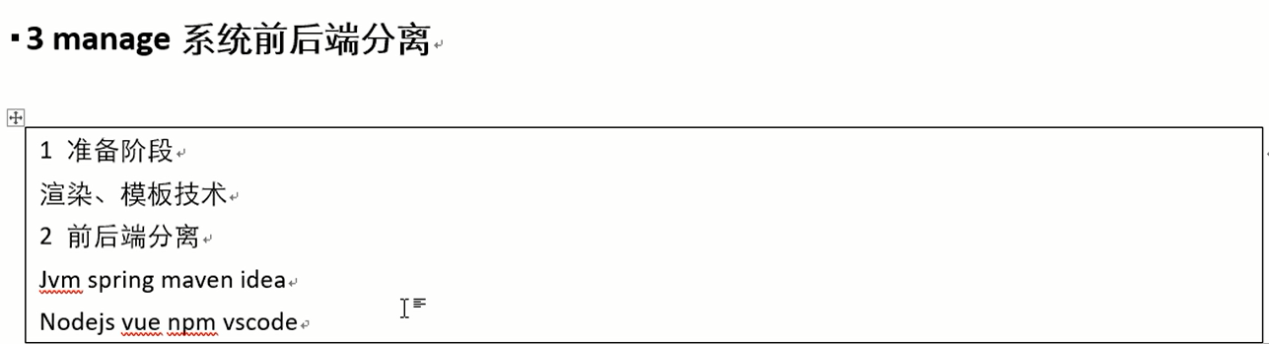 ▪3 manage 系统前后端分离
1 准备阶段
渲染、模板技术
2 前后端分离
Jvm spring maven idea
Nodejs vue npm vscode